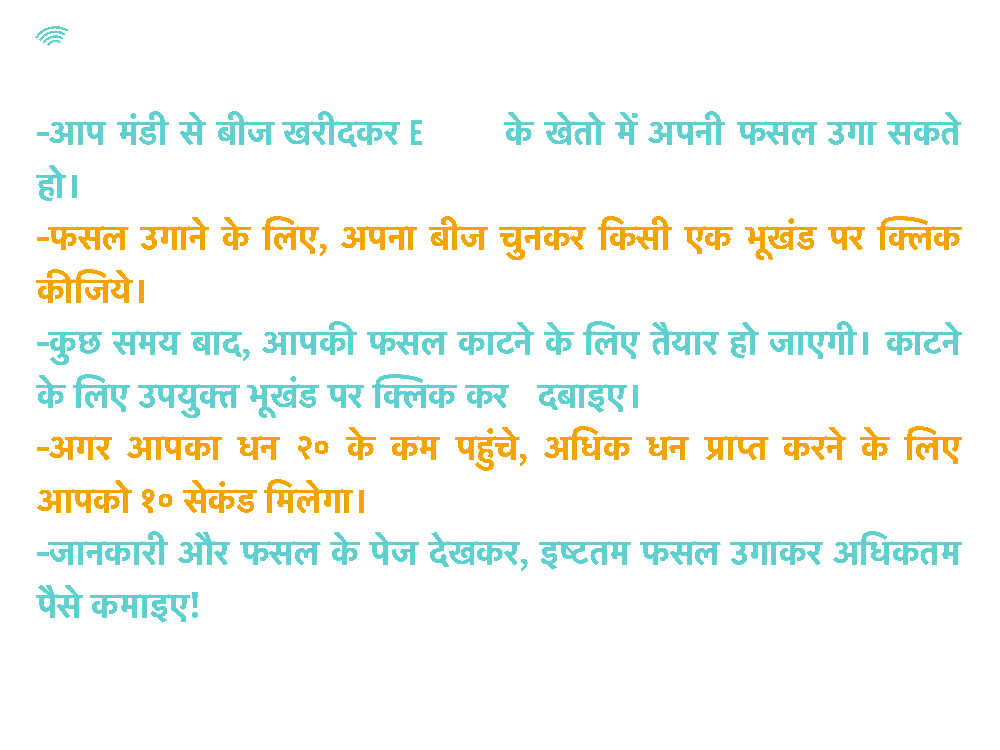 -आप मंडी से बीज खरीदकर E के खेतो में अपनी फसल उगा सकते
हो।
-फसल उगाने के लिए, अपना बीज चुनकर किसी एक भूखंड पर क्लिक
कीजिये।
-कुछ समय बाद, आपकी फसल काटने के लिए तैयार हो जाएगी। काटने
के लिए उपयुक्त भूखंड पर क्लिक कर दबाइए।
-अगर आपका धन २० के कम पहुंचे, अधिक धन प्राप्त करने के लिए
आपको १० सेकंड मिलेगा।
-जानकारी और फसल के पेज देखकर, इष्टतम फसल उगाकर अधिकतम
पैसे कमाइए!